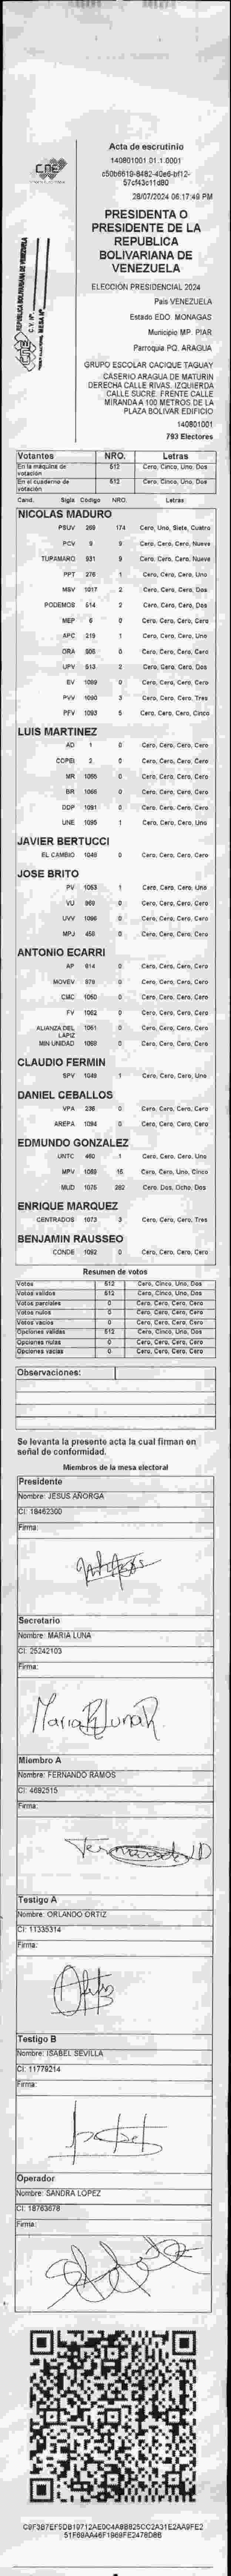 Acta de escrutinio
140801001.01.1.0001
c50b6619-8482-40e6-bf12-
57cf43c11d80
28/07/2024 06:17:49 PM
CNE
REPUBLICA BOLIVARIANA DE VENEZUELA
PRESIDENTA O
PRESIDENTE DE LA
REPUBLICA
BOLIVARIANA DE
VENEZUELA
ELECCIÓN PRESIDENCIAL 2024
País VENEZUELA
Estado EDO. MONAGAS
Municipio MP. PIAR
Parroquia PQ. ARAGUA
GRUPO ESCOLAR CACIQUE TAGUAY
CASERIO ARAGUA DE MATURIN
DERECHA CALLE RIVAS. IZQUIERDA
CALLE SUCRE. FRENTE CALLE
MIRANDA A 100 METROS DE LA
PLAZA BOLIVAR EDIFICIO
140801001
793 Electores
Votantes NRO. Letras
En la máquina de votación 512 Cero, Cinco, Uno, Dos
En el cuaderno de votación 512 Cero, Cinco, Uno, Dos
Cand. Sigla Código NRO. Letras
NICOLAS MADURO
PSUV 269 174 Cero, Uno, Siete, Cuatro
PCV 9 9 Cero, Cero, Cero, Nueve
TUPAMARO 931 9 Cero, Cero, Cero, Nueve
PPT 276 1 Cero, Cero, Cero, Uno
MSV 1017 2 Cero, Cero, Cero, Dos
PODEMOS 514 2 Cero, Cero, Cero, Dos
MEP 6 0 Cero, Cero, Cero, Cero
APC 219 1 Cero, Cero, Cero, Uno
ORA 506 0 Cero, Cero, Cero, Cero
UPV 513 2 Cero, Cero, Cero, Dos
EV 1089 0 Cero, Cero, Cero, Cero
PVV 1090 3 Cero, Cero, Cero, Tres
PFV 1093 5 Cero, Cero, Cero, Cinco
LUIS MARTINEZ
AD 1 0 Cero, Cero, Cero, Cero
COPEI 2 0 Cero, Cero, Cero, Cero
MR 1055 0 Cero, Cero, Cero, Cero
BR 1066 0 Cero, Cero, Cero, Cero
DDP 1091 0 Cero, Cero, Cero, Cero
UNE 1095 1 Cero, Cero, Cero, Uno
JAVIER BERTUCCI
EL CAMBIO 1046 0 Cero, Cero, Cero, Cero
JOSE BRITO
PV 1053 1 Cero, Cero, Cero, Uno
VU 969 0 Cero, Cero, Cero, Cero
UVV 1096 0 Cero, Cero, Cero, Cero
MPJ 458 0 Cero, Cero, Cero, Cero
ANTONIO ECARRI
AP 614 0 Cero, Cero, Cero, Cero
MOVEV 879 0 Cero, Cero, Cero, Cero
CMC 1050 0 Cero, Cero, Cero, Cero
FV 1052 0 Cero, Cero, Cero, Cero
ALIANZA DEL LAPIZ 1051 0 Cero, Cero, Cero, Cero
MIN UNIDAD 1069 0 Cero, Cero, Cero, Cero
CLAUDIO FERMIN
SPV 1049 1 Cero, Cero, Cero, Uno
DANIEL CEBALLOS
VPA 236 0 Cero, Cero, Cero, Cero
AREPA 1094 0 Cero, Cero, Cero, Cero
EDMUNDO GONZALEZ
UNTC 460 1 Cero, Cero, Cero, Uno
MPV 1069 15 Cero, Cero, Uno, Cinco
MUD 1075 282 Cero, Dos, Ocho, Dos
ENRIQUE MARQUEZ
CENTRADOS 1073 3 Cero, Cero, Cero, Tres
BENJAMIN RAUSSEO
CONDE 1092 0 Cero, Cero, Cero, Cero
Resumen de votos
Votos 512 Cero, Cinco, Uno, Dos
Votos validos 512 Cero, Cinco, Uno, Dos
Votos parciales 0 Cero, Cero, Cero, Cero
Votos nulos 0 Cero, Cero, Cero, Cero
Votos vacios 0 Cero, Cero, Cero, Cero
Opciones validas 512 Cero, Cinco, Uno, Dos
Opciones nulas 0 Cero, Cero, Cero, Cero
Opciones vacias 0 Cero, Cero, Cero, Cero
Observaciones:
Se levanta la presente acta la cual firman en
señal de conformidad.
Miembros de la mesa electoral
Presidente
Nombre: JESUS AÑORGA
CI: 18462300
Firma:
Secretario
Nombre: MARIA LUNA
CI: 25242103
Firma:
Maria Luna R
Miembro A
Nombre: FERNANDO RAMOS
CI: 4692515
Firma:
Testigo A
Nombre: ORLANDO ORTIZ
CI: 11335314
Firma:
Testigo B
Nombre: ISABEL SEVILLA
CI: 11779214
Firma:
Operador
Nombre: SANDRA LOPEZ
CI: 18763678
Firma:
C9F3B7EF5DB19712AE0C4A8B825CC2A31E2AA9FE2
51F69AA46F1969FE2478D8B